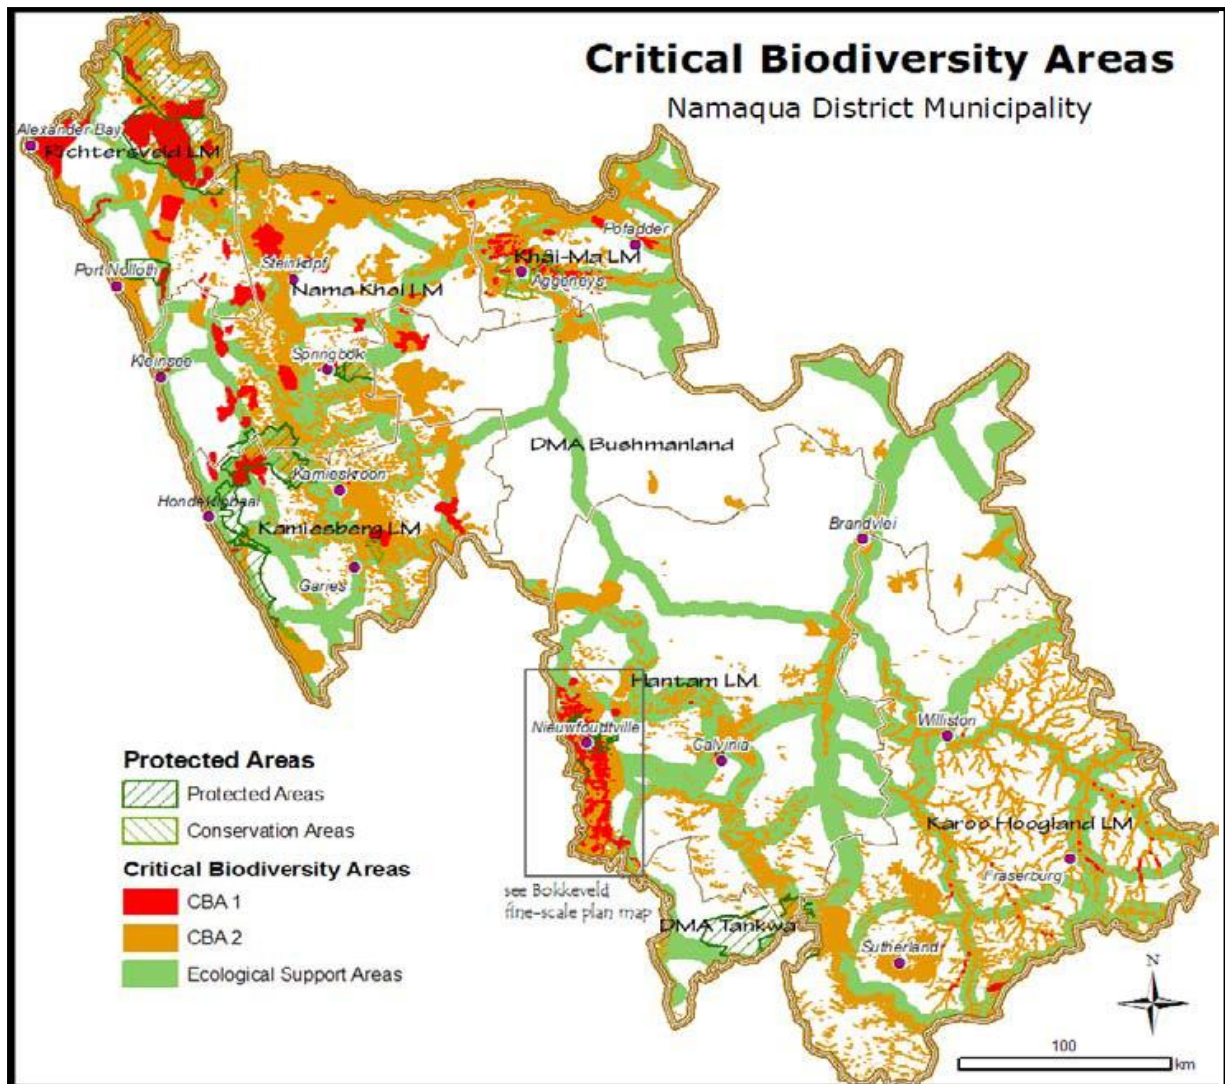 Critical Biodiversity Areas
Namaqua District Municipality
Alexander Bay
Richtersveld LM
Pofadder
Khâi-Ma LM
Aggeneys
Steinkopf
Port Nolloth
Nama Khoi LM
Springbok
Kleinsee
DMA Bushmanland
Kamieskroon
Hondeklipbaai
Kamiesberg LM
Brandvlei
Garies
Hantam LM
Nieuwfoudtville
Calvinia
Williston
Karoo Hoogland LM
Fraserburg
see Bokkeveld
fine-scale plan map
DMA Tankwa
Sutherland
Protected Areas
Protected Areas
Conservation Areas
Critical Biodiversity Areas
CBA 1
CBA 2
Ecological Support Areas
N
100
km